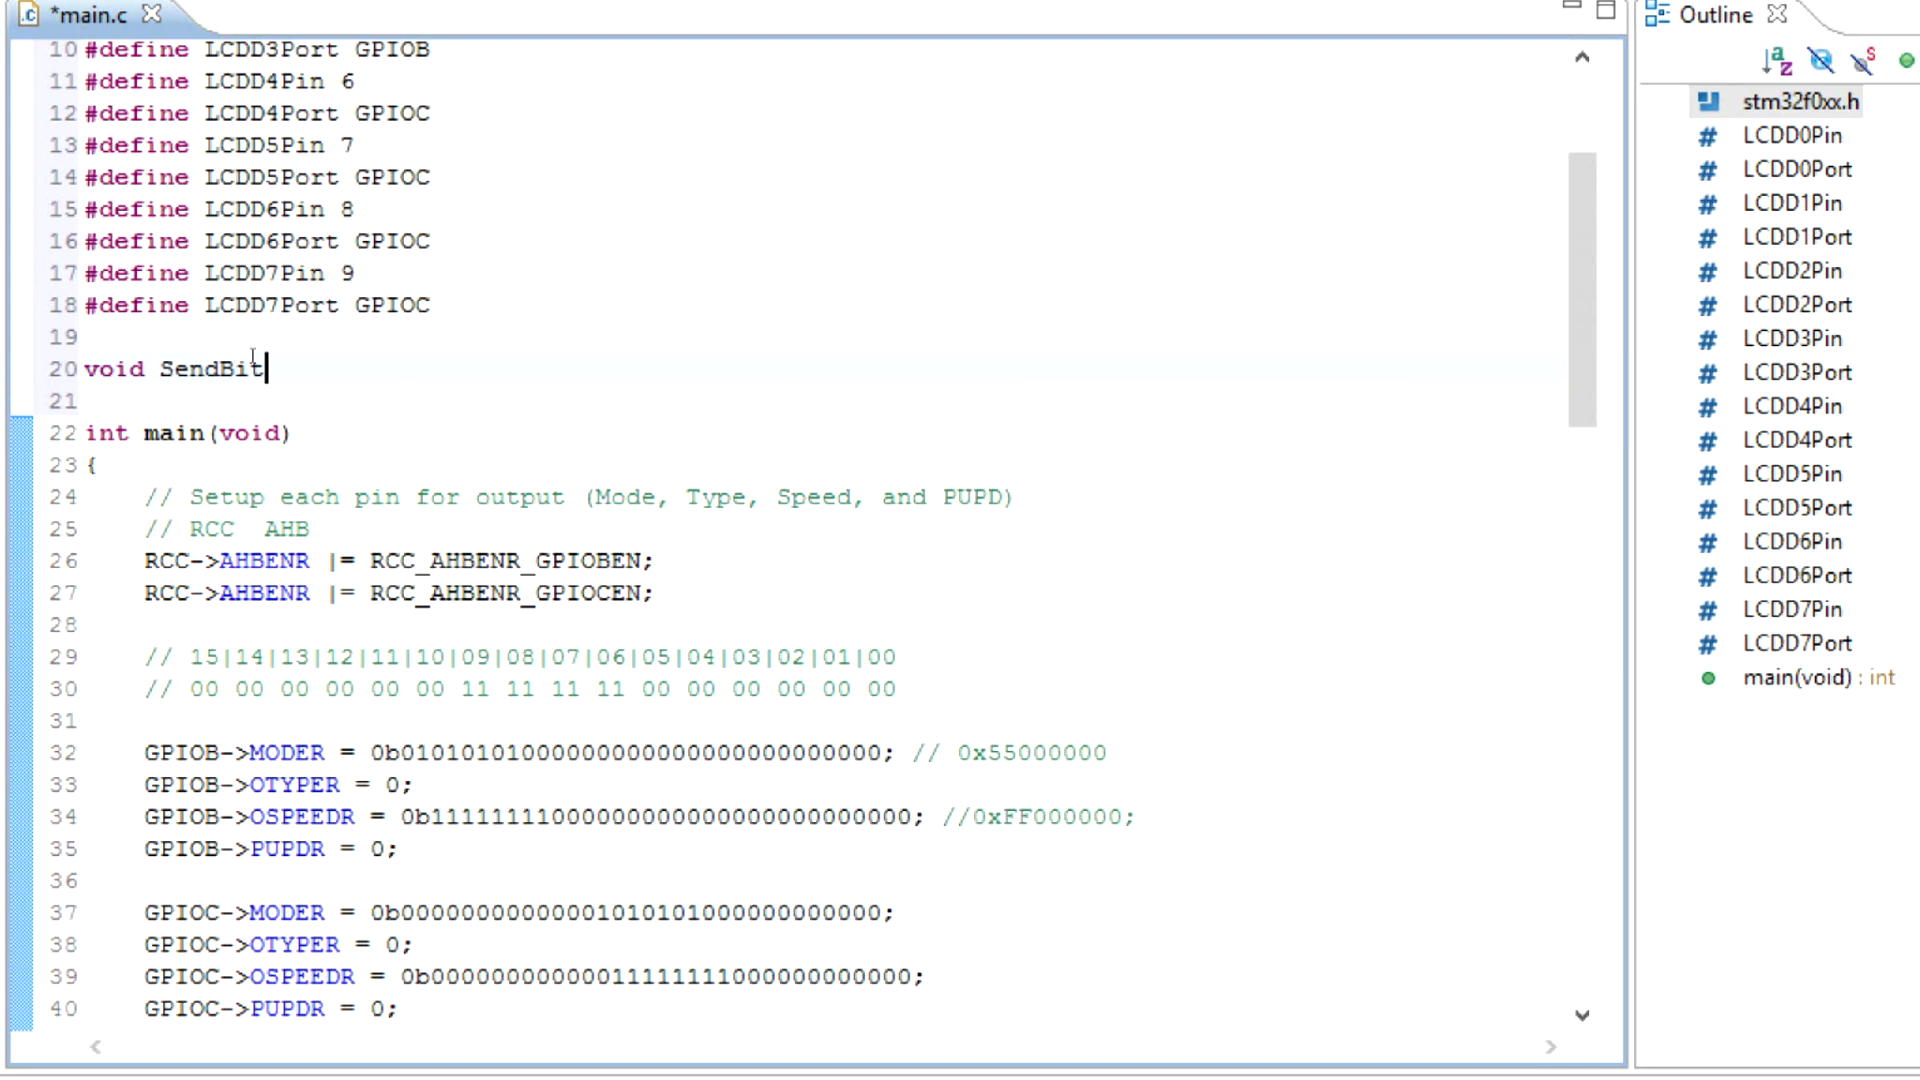 *main.c
10 #define LCDD3Port GPIOB
11 #define LCDD4Pin 6
12 #define LCDD4Port GPIOC
13 #define LCDD5Pin 7
14 #define LCDD5Port GPIOC
15 #define LCDD6Pin 8
16 #define LCDD6Port GPIOC
17 #define LCDD7Pin 9
18 #define LCDD7Port GPIOC
19
20 void SendBit
21
22 int main(void)
23 {
24 // Setup each pin for output (Mode, Type, Speed, and PUPD)
25 // RCC AHB
26 RCC->AHBENR |= RCC_AHBENR_GPIOBEN;
27 RCC->AHBENR |= RCC_AHBENR_GPIOCEN;
28
29 // 15|14|13|12|11|10|09|08|07|06|05|04|03|02|01|00
30 // 00 00 00 00 00 00 11 11 11 11 00 00 00 00 00 00
31
32 GPIOB->MODER = 0b01010101000000000000000000000000; // 0x55000000
33 GPIOB->OTYPER = 0;
34 GPIOB->OSPEEDR = 0b11111111000000000000000000000000; //0xFF000000;
35 GPIOB->PUPDR = 0;
36
37 GPIOC->MODER = 0b00000000000001010101000000000000;
38 GPIOC->OTYPER = 0;
39 GPIOC->OSPEEDR = 0b00000000000011111111000000000000;
40 GPIOC->PUPDR = 0;
Outline
stm32f0xx.h
LCDD0Pin
LCDD0Port
LCDD1Pin
LCDD1Port
LCDD2Pin
LCDD2Port
LCDD3Pin
LCDD3Port
LCDD4Pin
LCDD4Port
LCDD5Pin
LCDD5Port
LCDD6Pin
LCDD6Port
LCDD7Pin
LCDD7Port
main(void) : int